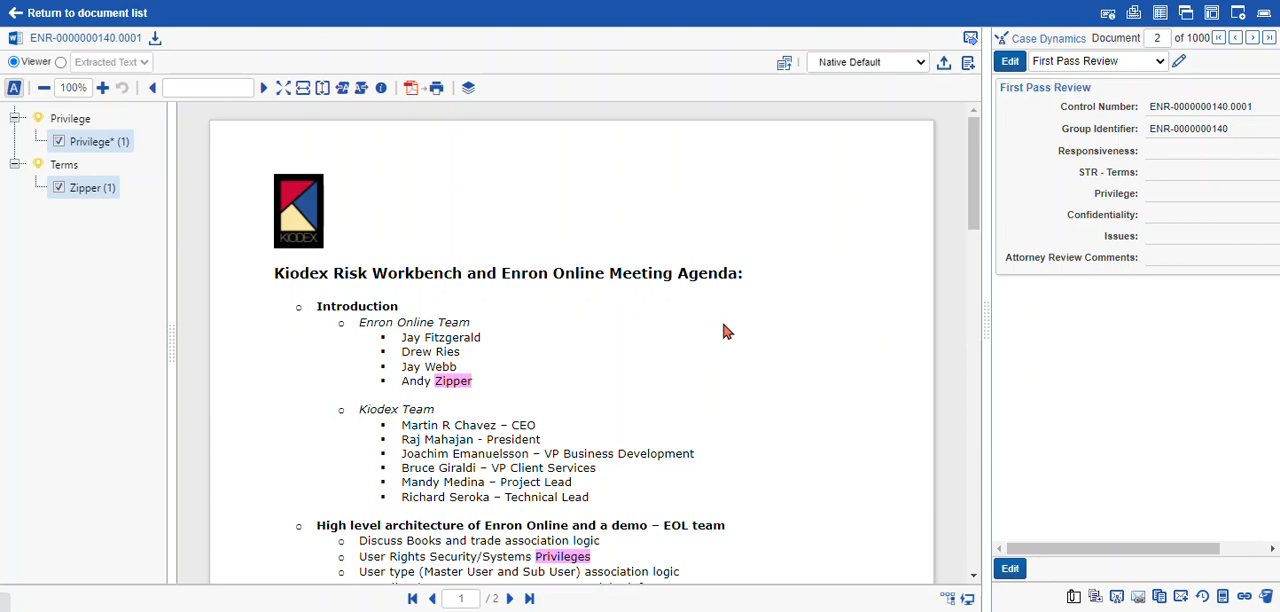 Return to document list
ENR-0000000140.0001
Viewer Extracted Text
Native Default
A 100%
Privilege
Privilege* (1)
Terms
Zipper (1)
KIODEX
Kiodex Risk Workbench and Enron Online Meeting Agenda:
Introduction
Enron Online Team
Jay Fitzgerald
Drew Ries
Jay Webb
Andy Zipper
Kiodex Team
Martin R Chavez – CEO
Raj Mahajan - President
Joachim Emanuelsson – VP Business Development
Bruce Giraldi – VP Client Services
Mandy Medina – Project Lead
Richard Seroka – Technical Lead
High level architecture of Enron Online and a demo – EOL team
Discuss Books and trade association logic
User Rights Security/Systems Privileges
User type (Master User and Sub User) association logic
1 / 2
Case Dynamics Document 2 of 1000
Edit First Pass Review
First Pass Review
Control Number: ENR-0000000140.0001
Group Identifier: ENR-0000000140
Responsiveness:
STR - Terms:
Privilege:
Confidentiality:
Issues:
Attorney Review Comments:
Edit